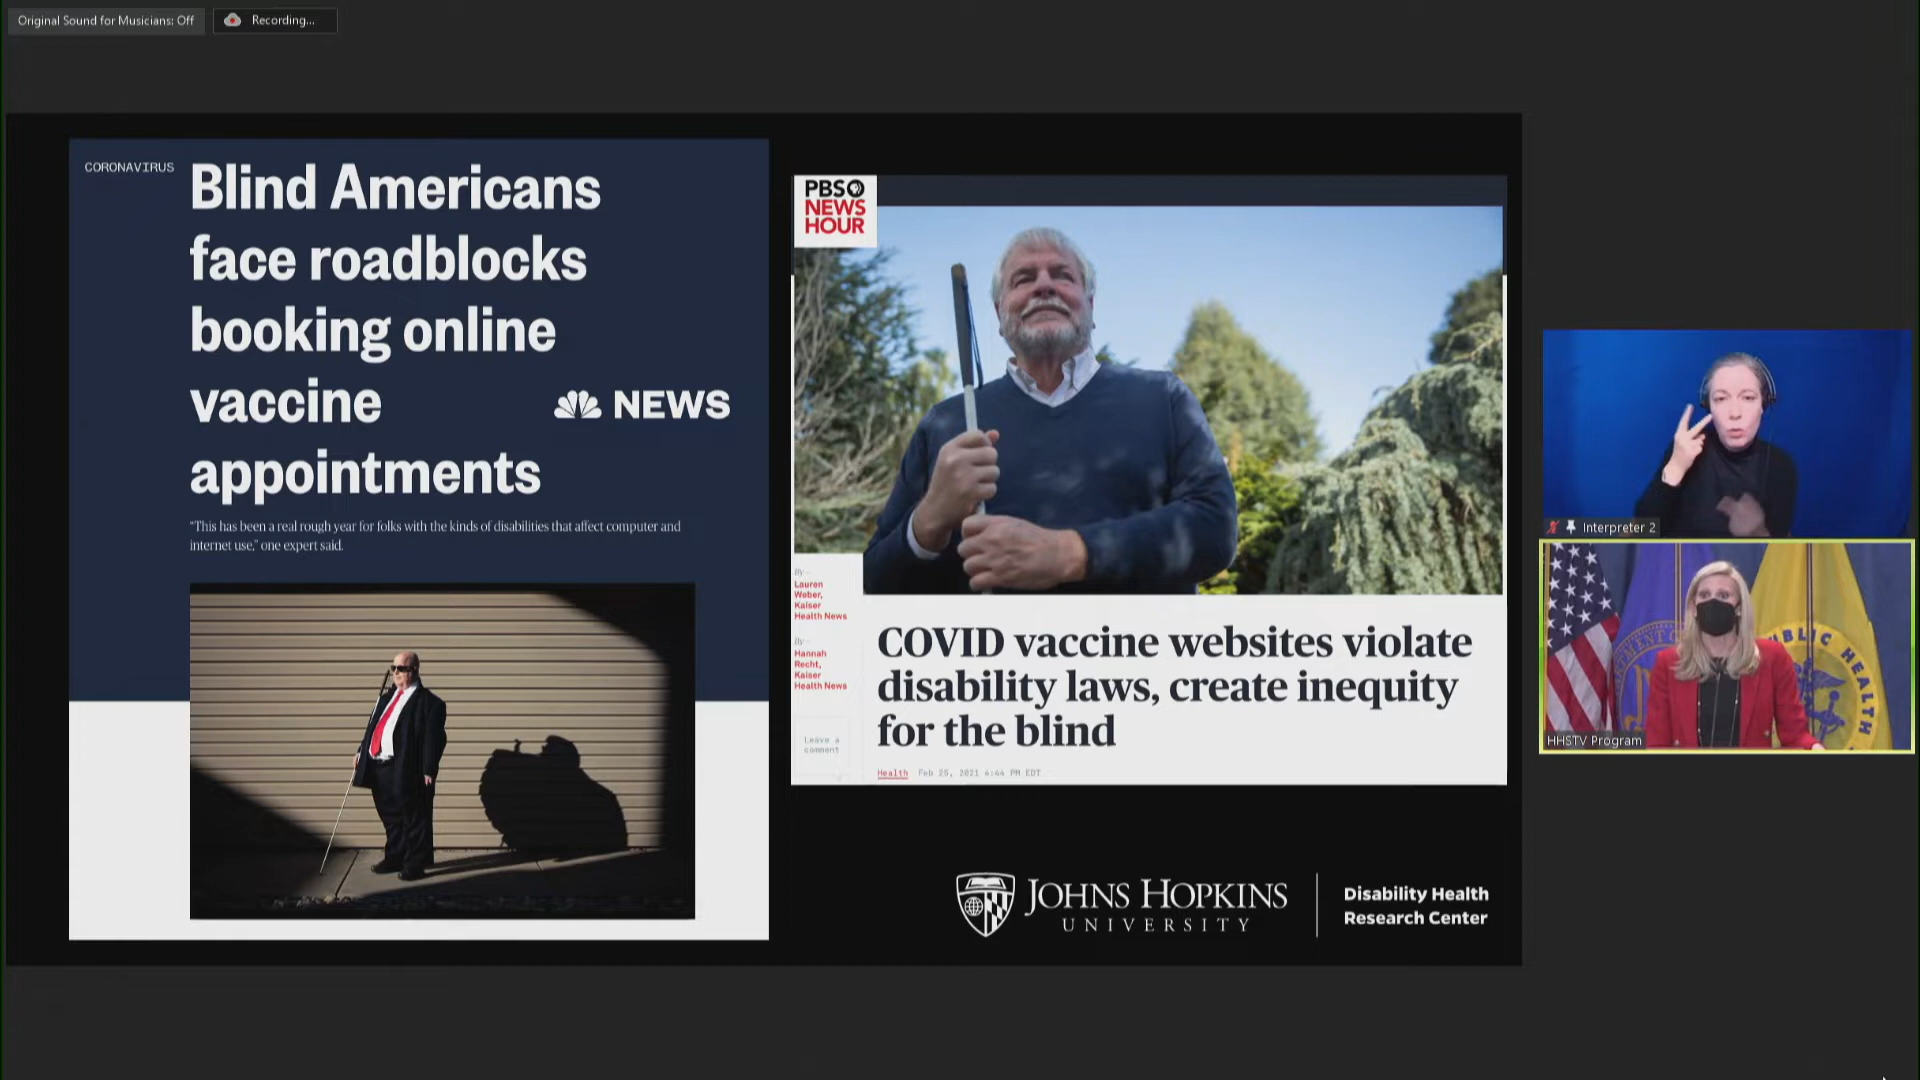 Original Sound for Musicians: Off
Recording...
CORONAVIRUS
Blind Americans
face roadblocks
booking online
vaccine
appointments
NEWS
"This has been a real rough year for folks with the kinds of disabilities that affect computer and
internet use," one expert said.
PBS
NEWS
HOUR
By —
Lauren
Weber,
Kaiser
Health News
By —
Hannah
Recht,
Kaiser
Health News
Leave a
comment
COVID vaccine websites violate
disability laws, create inequity
for the blind
Health Feb 25, 2021 4:44 PM EDT
JOHNS HOPKINS
UNIVERSITY
Disability Health
Research Center
Interpreter 2
HHSTV Program